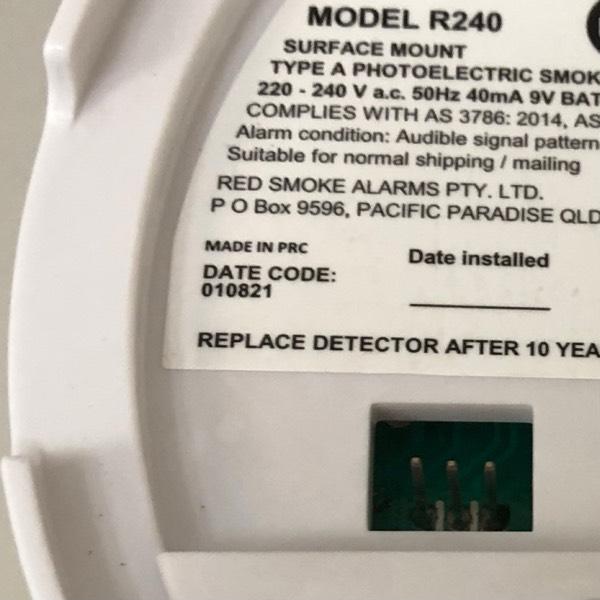 MODEL R240
SURFACE MOUNT
TYPE A PHOTOELECTRIC SMOK
220 - 240 V a.c. 50Hz 40mA 9V BAT
COMPLIES WITH AS 3786: 2014, AS
Alarm condition: Audible signal pattern
Suitable for normal shipping / mailing
RED SMOKE ALARMS PTY. LTD.
P O Box 9596, PACIFIC PARADISE QLD
MADE IN PRC
DATE CODE:
010821
Date installed
REPLACE DETECTOR AFTER 10 YEA